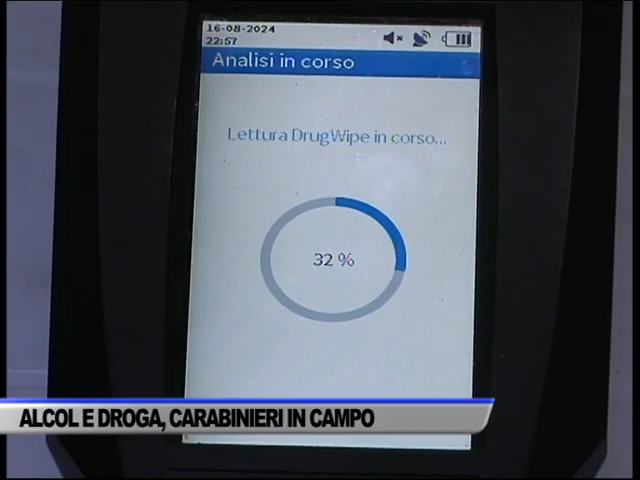 16-08-2024
22:57
Analisi in corso
Lettura DrugWipe in corso...
32 %
ALCOL E DROGA, CARABINIERI IN CAMPO